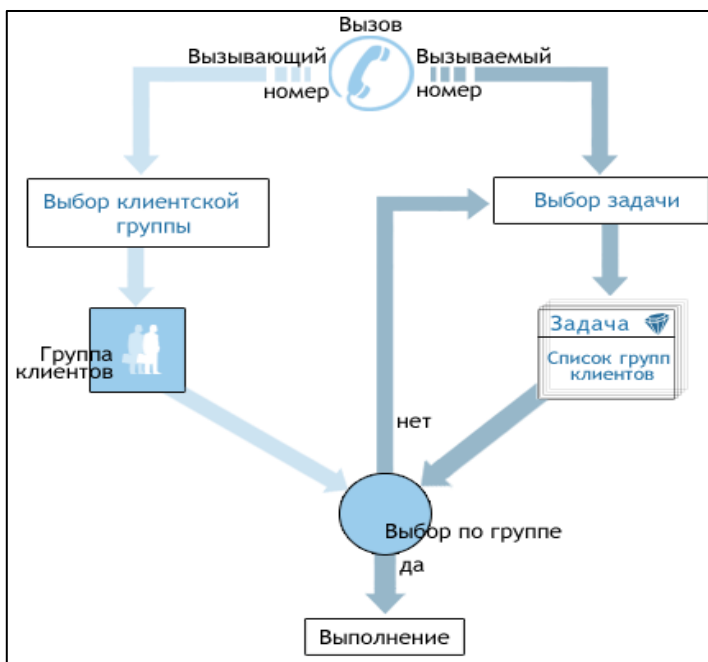 Вызов
Вызывающий
номер
Вызываемый
номер
Выбор клиентской
группы
Выбор задачи
Группа
клиентов
Задача
Список групп
клиентов
нет
Выбор по группе
да
Выполнение